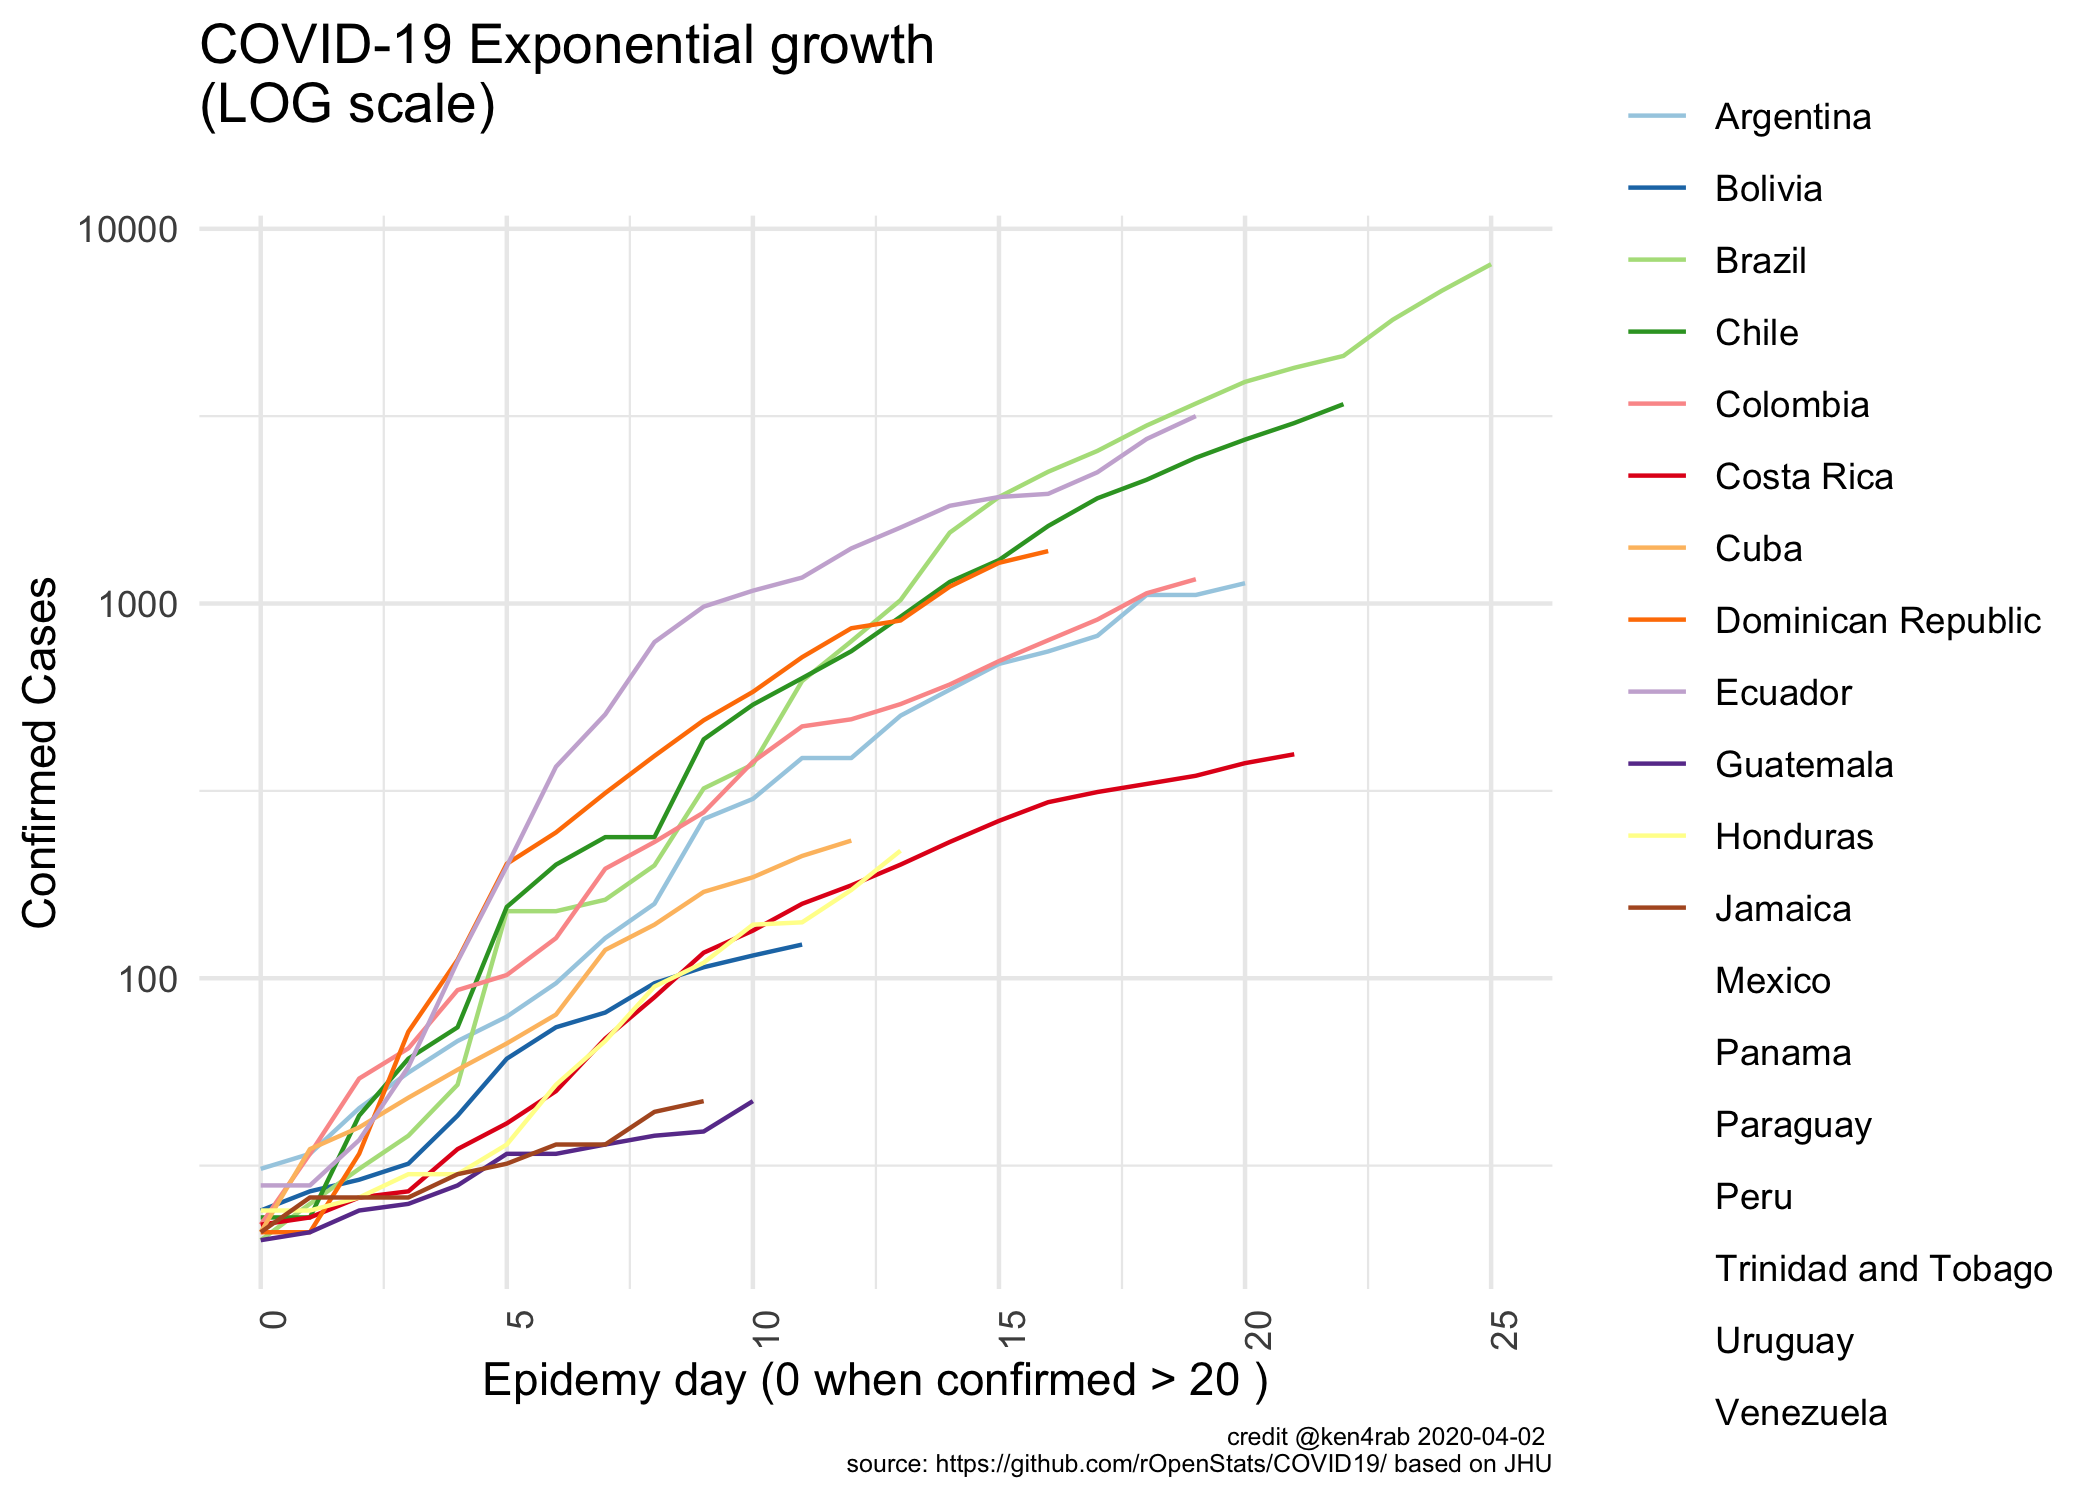 COVID-19 Exponential growth
(LOG scale)
10000
1000
100
Confirmed Cases
0
5
10
15
20
25
Epidemy day (0 when confirmed > 20 )
Argentina
Bolivia
Brazil
Chile
Colombia
Costa Rica
Cuba
Dominican Republic
Ecuador
Guatemala
Honduras
Jamaica
Mexico
Panama
Paraguay
Peru
Trinidad and Tobago
Uruguay
Venezuela
credit @ken4rab 2020-04-02
source: https://github.com/rOpenStats/COVID19/ based on JHU